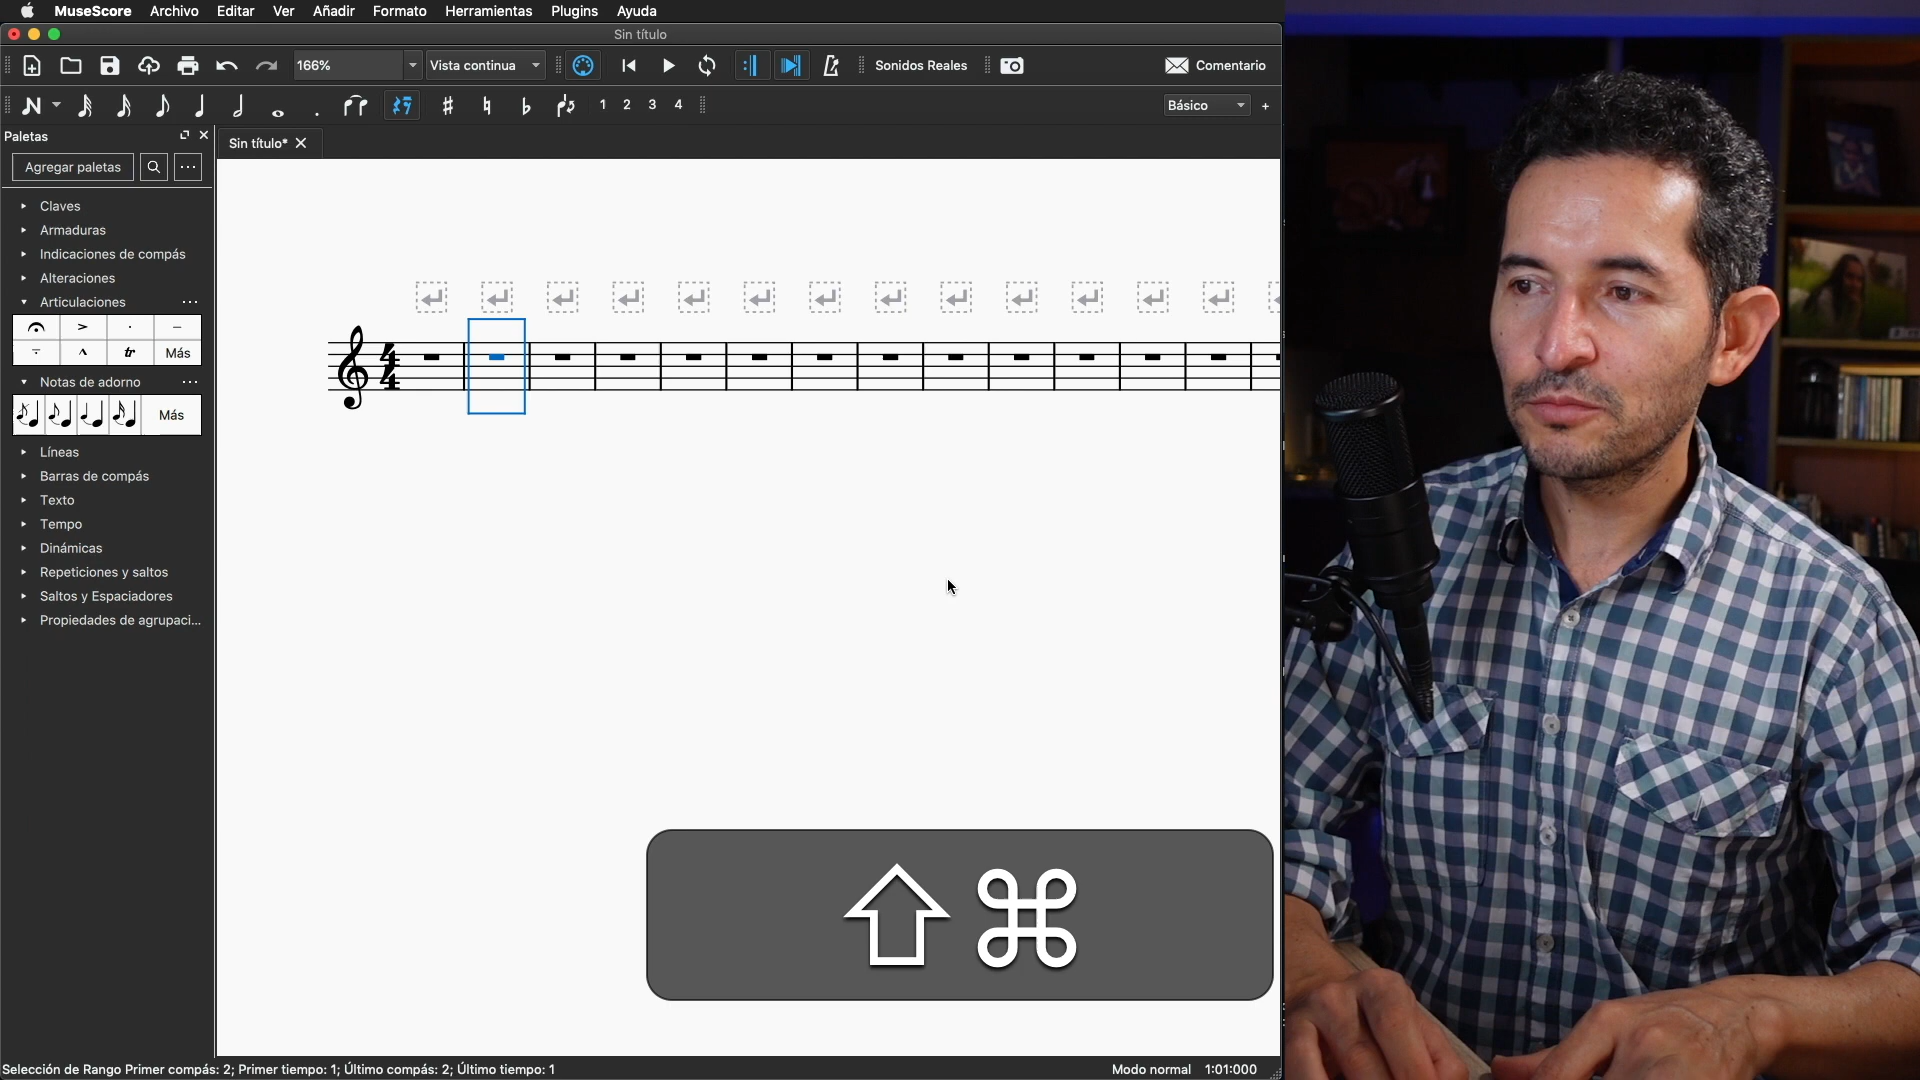 MuseScore Archivo Editar Ver Añadir Formato Herramientas Plugins Ayuda
Sin título
166% Vista continua Sonidos Reales Comentario
1 2 3 4 Básico +
Paletas
Sin título*
Agregar paletas
Claves
Armaduras
Indicaciones de compás
Alteraciones
Articulaciones
tr Más
Notas de adorno
Más
Líneas
Barras de compás
Texto
Tempo
Dinámicas
Repeticiones y saltos
Saltos y Espaciadores
Propiedades de agrupaci...
4
4
Selección de Rango Primer compás: 2; Primer tiempo: 1; Último compás: 2; Último tiempo: 1 Modo normal 1:01:000